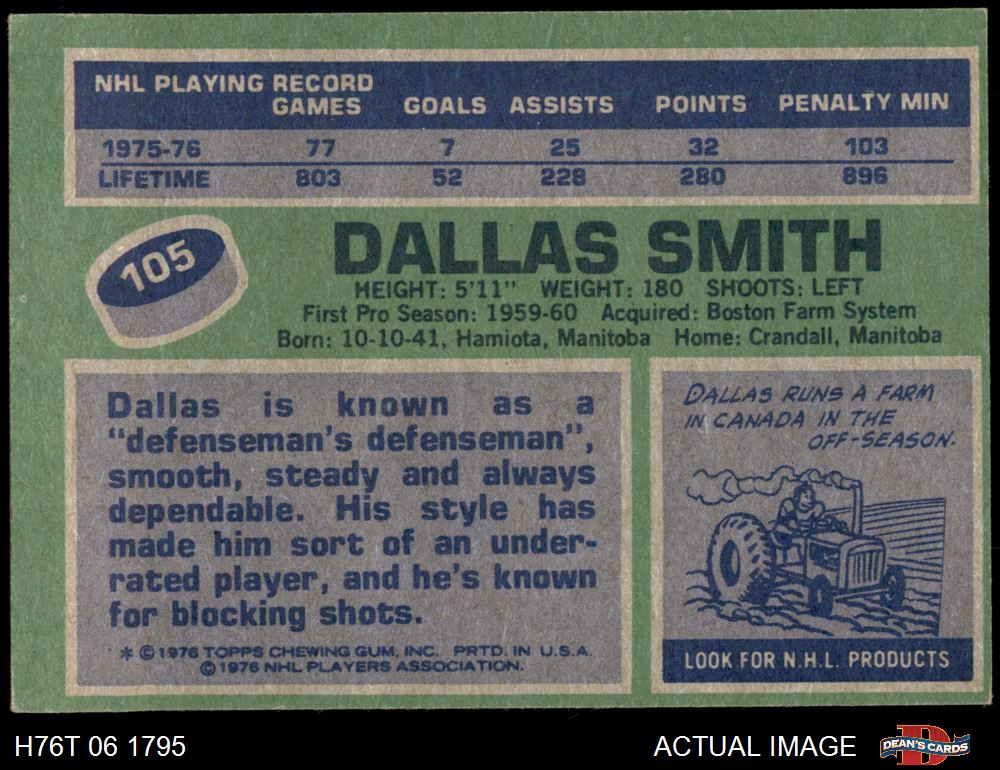 NHL PLAYING RECORD
GAMES GOALS ASSISTS POINTS PENALTY MIN
1975-76 77 7 25 32 103
LIFETIME 803 52 228 280 896
105
DALLAS SMITH
HEIGHT: 5'11" WEIGHT: 180 SHOOTS: LEFT
First Pro Season: 1959-60 Acquired: Boston Farm System
Born: 10-10-41, Hamiota, Manitoba Home: Crandall, Manitoba
Dallas is known as a
"defenseman's defenseman",
smooth, steady and always
dependable. His style has
made him sort of an under-
rated player, and he's known
for blocking shots.
* © 1976 TOPPS CHEWING GUM, INC. PRTD. IN U.S.A.
© 1976 NHL PLAYERS ASSOCIATION.
DALLAS RUNS A FARM
IN CANADA IN THE
OFF-SEASON.
LOOK FOR N.H.L. PRODUCTS
H76T 06 1795 ACTUAL IMAGE D DEAN'S CARDS